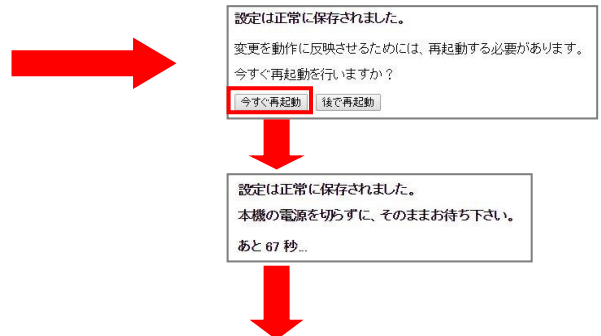 設定は正常に保存されました。
変更を動作に反映させるためには、再起動する必要があります。
今すぐ再起動を行いますか？
今すぐ再起動 後で再起動
設定は正常に保存されました。
本機の電源を切らずに、そのままお待ち下さい。
あと 67 秒...